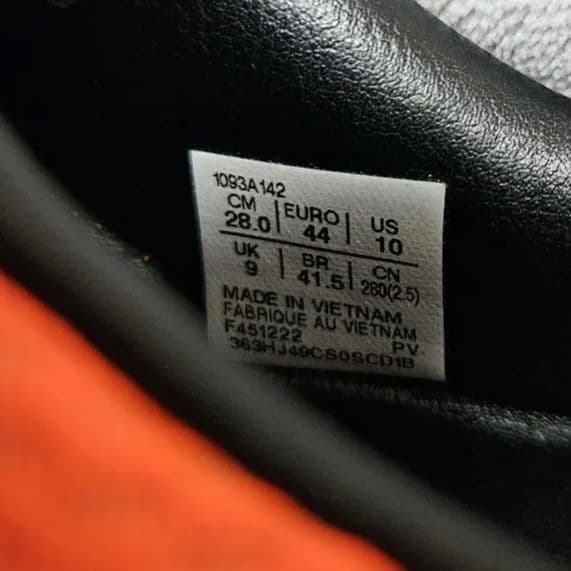 1093A142
CM EURO US
28.0 44 10
UK BR CN
9 41.5 280(2.5)
MADE IN VIETNAM
FABRIQUE AU VIETNAM
F451222 PV
363HJ49CS0SCD1B